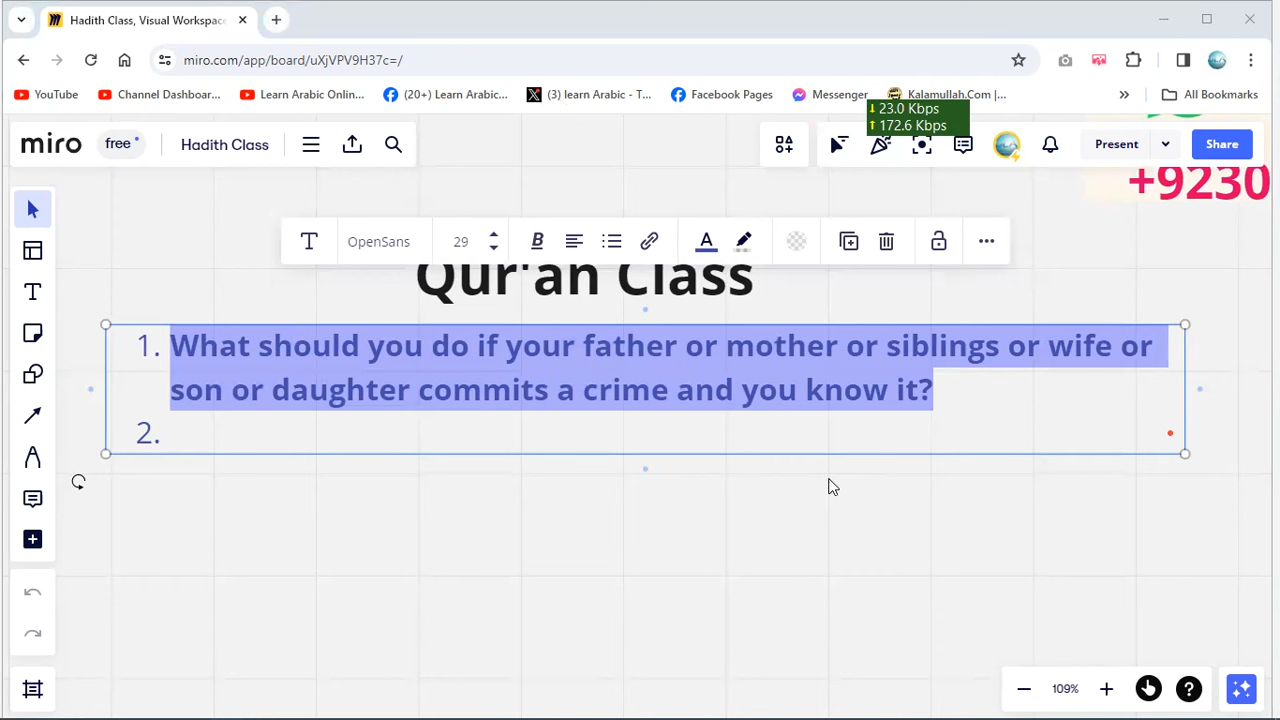 Hadith Class, Visual Workspace
miro.com/app/board/uXjVPV9H37c=/
YouTube
Channel Dashboar...
Learn Arabic Onlin...
(20+) Learn Arabic...
(3) learn Arabic - T...
Facebook Pages
Messenger
Kalamullah.Com |...
All Bookmarks
23.0 Kbps
172.6 Kbps
miro
free
Hadith Class
Present
Share
+9230
OpenSans
29
B
A
Qur'an Class
1. What should you do if your father or mother or siblings or wife or
son or daughter commits a crime and you know it?
2.
109%